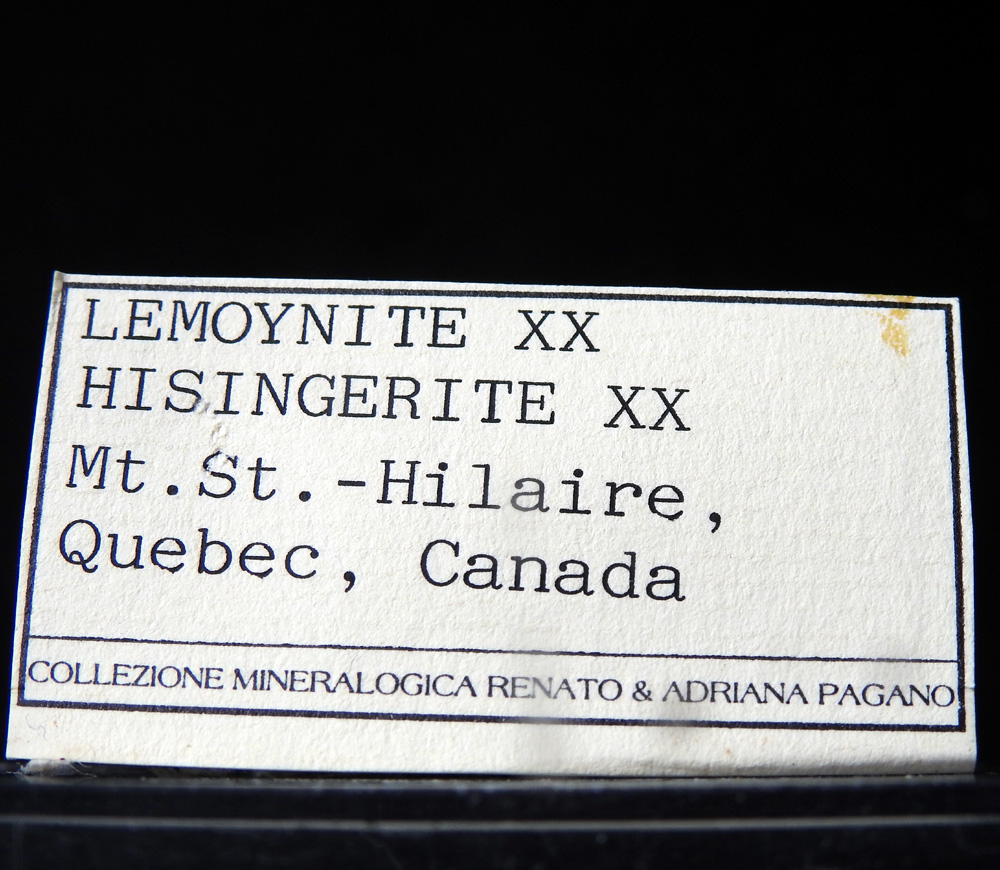 LEMOYNITE XX
HISINGERITE XX
Mt.St.-Hilaire,
Quebec, Canada
COLLEZIONE MINERALOGICA RENATO & ADRIANA PAGANO